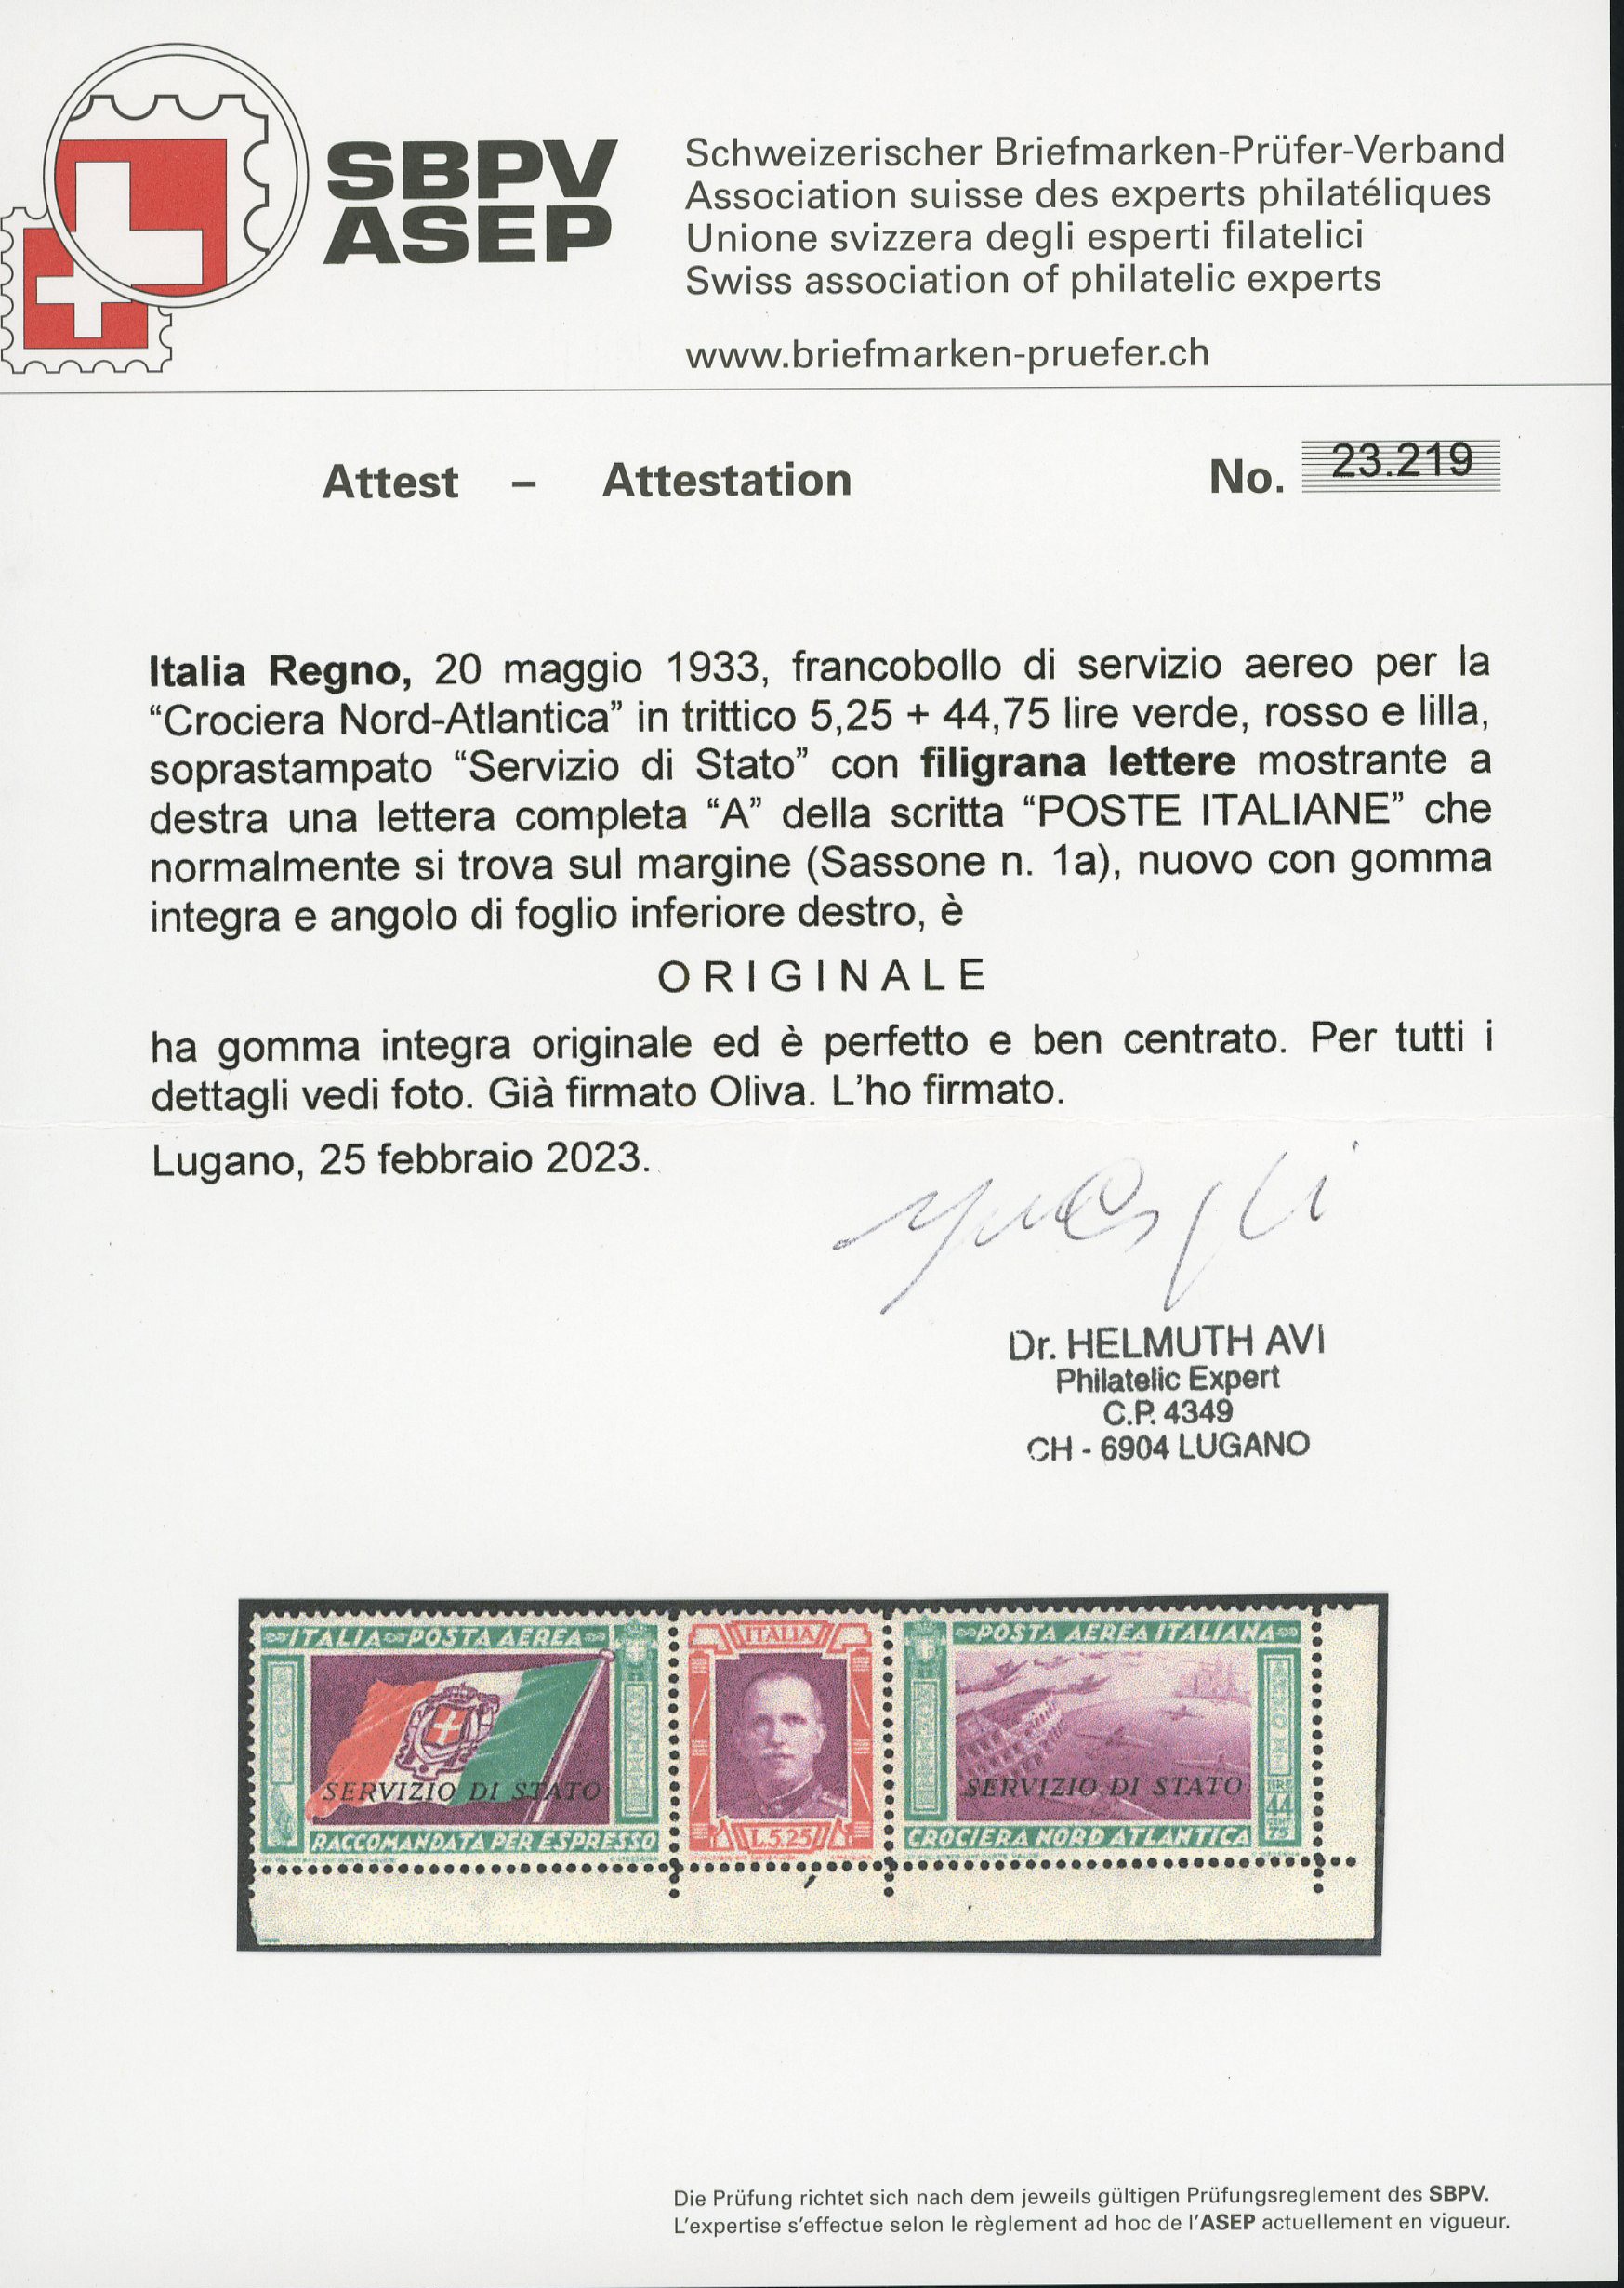 SBPV
ASEP
Schweizerischer Briefmarken-Prüfer-Verband
Association suisse des experts philatéliques
Unione svizzera degli esperti filatelici
Swiss association of philatelic experts
www.briefmarken-pruefer.ch
Attest – Attestation No. 23.219
Italia Regno, 20 maggio 1933, francobollo di servizio aereo per la
“Crociera Nord-Atlantica” in trittico 5,25 + 44,75 lire verde, rosso e lilla,
soprastampato “Servizio di Stato” con filigrana lettere mostrante a
destra una lettera completa “A” della scritta “POSTE ITALIANE” che
normalmente si trova sul margine (Sassone n. 1a), nuovo con gomma
integra e angolo di foglio inferiore destro, è
ORIGINALE
ha gomma integra originale ed è perfetto e ben centrato. Per tutti i
dettagli vedi foto. Già firmato Oliva. L’ho firmato.
Lugano, 25 febbraio 2023.
Dr. HELMUTH AVI
Philatelic Expert
C.P. 4349
CH - 6904 LUGANO
ITALIA POSTA AEREA
SERVIZIO DI STATO
RACCOMANDATA PER ESPRESSO
ITALIA
L.5.25
POSTA AEREA ITALIANA
SERVIZIO DI STATO
LIRE
44
CENT
75
CROCIERA NORD ATLANTICA
Die Prüfung richtet sich nach dem jeweils gültigen Prüfungsreglement des SBPV.
L’expertise s’effectue selon le règlement ad hoc de l’ASEP actuellement en vigueur.